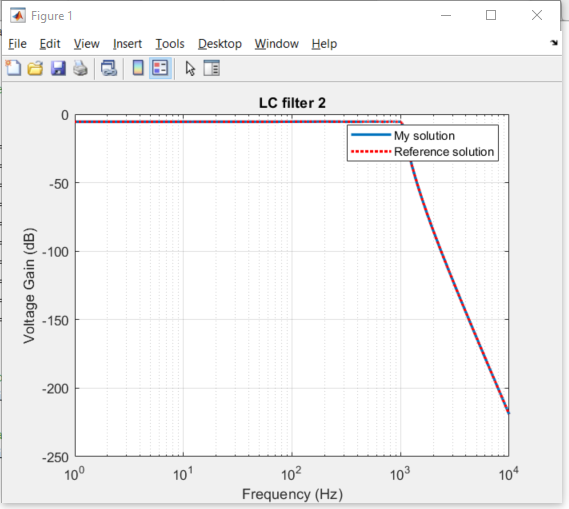 Figure 1
File Edit View Insert Tools Desktop Window Help
LC filter 2
My solution
Reference solution
0
-50
-100
-150
-200
-250
Voltage Gain (dB)
10^0 10^1 10^2 10^3 10^4
Frequency (Hz)